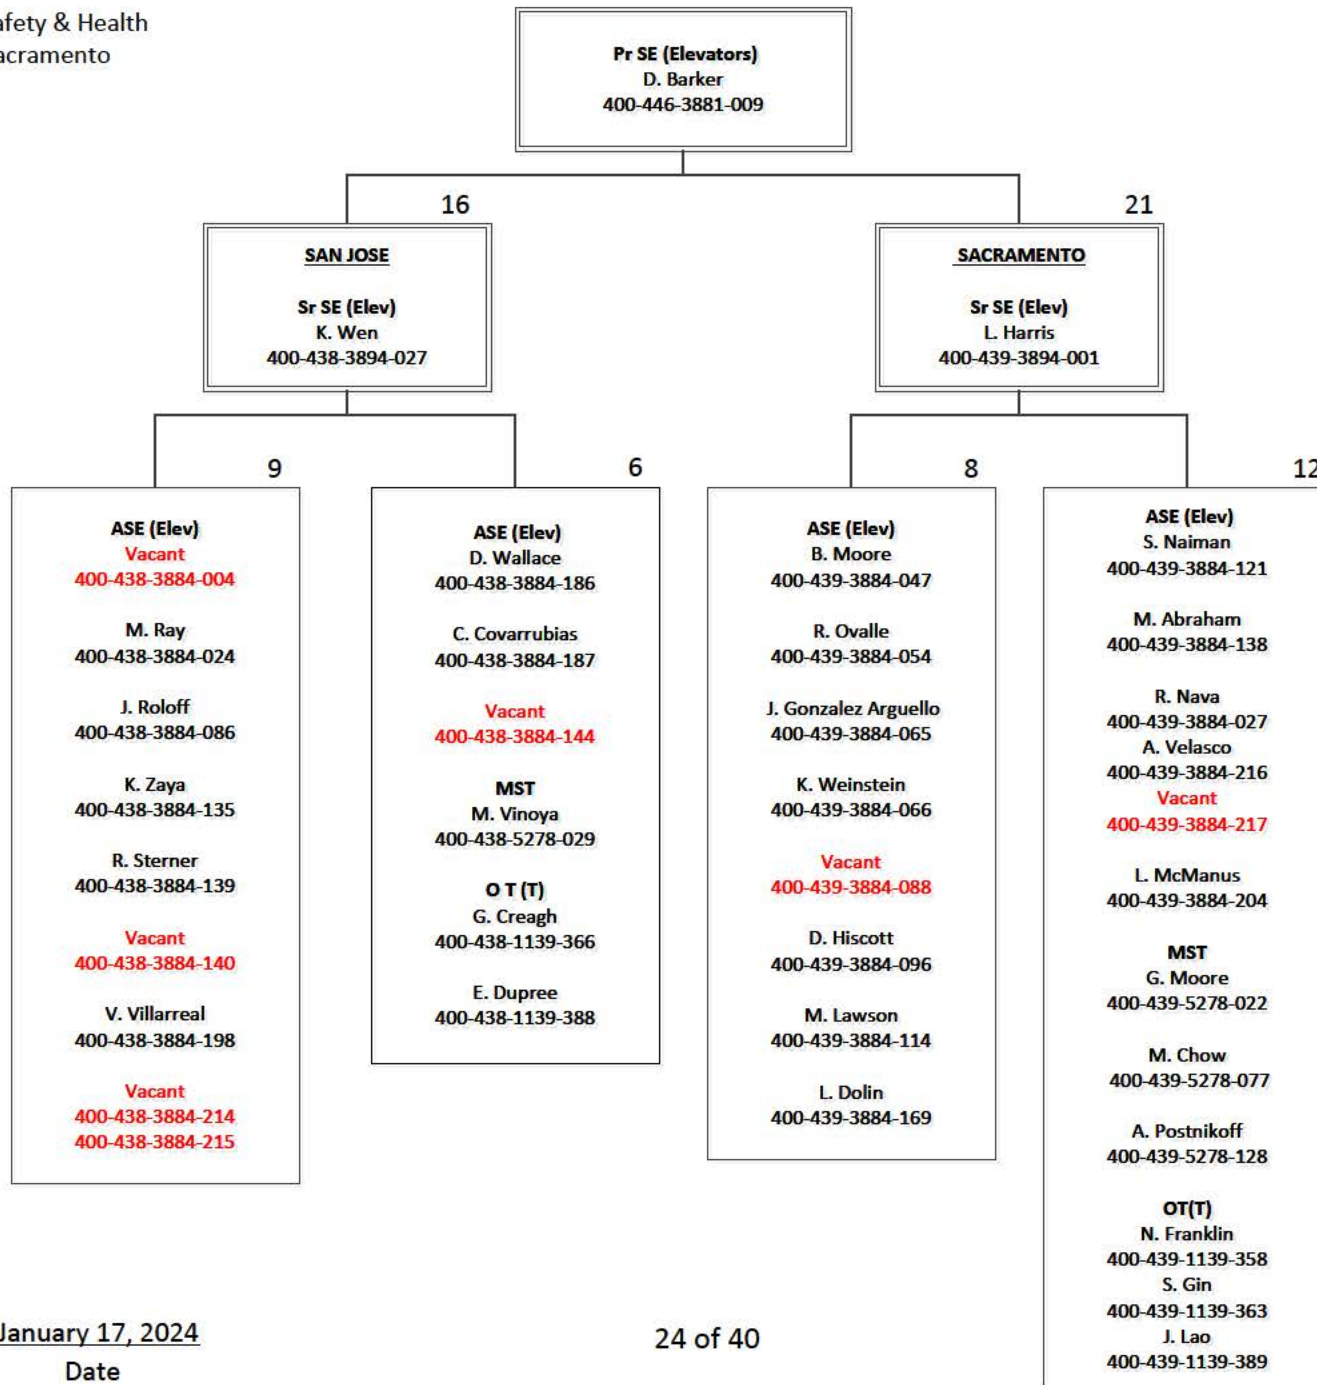 afety & Health
acramento
Pr SE (Elevators)
D. Barker
400-446-3881-009
16
SAN JOSE
Sr SE (Elev)
K. Wen
400-438-3894-027
21
SACRAMENTO
Sr SE (Elev)
L. Harris
400-439-3894-001
9
ASE (Elev)
Vacant
400-438-3884-004
M. Ray
400-438-3884-024
J. Roloff
400-438-3884-086
K. Zaya
400-438-3884-135
R. Sterner
400-438-3884-139
Vacant
400-438-3884-140
V. Villarreal
400-438-3884-198
Vacant
400-438-3884-214
400-438-3884-215
6
ASE (Elev)
D. Wallace
400-438-3884-186
C. Covarrubias
400-438-3884-187
Vacant
400-438-3884-144
MST
M. Vinoya
400-438-5278-029
O T (T)
G. Creagh
400-438-1139-366
E. Dupree
400-438-1139-388
8
ASE (Elev)
B. Moore
400-439-3884-047
R. Ovalle
400-439-3884-054
J. Gonzalez Arguello
400-439-3884-065
K. Weinstein
400-439-3884-066
Vacant
400-439-3884-088
D. Hiscott
400-439-3884-096
M. Lawson
400-439-3884-114
L. Dolin
400-439-3884-169
12
ASE (Elev)
S. Naiman
400-439-3884-121
M. Abraham
400-439-3884-138
R. Nava
400-439-3884-027
A. Velasco
400-439-3884-216
Vacant
400-439-3884-217
L. McManus
400-439-3884-204
MST
G. Moore
400-439-5278-022
M. Chow
400-439-5278-077
A. Postnikoff
400-439-5278-128
OT(T)
N. Franklin
400-439-1139-358
S. Gin
400-439-1139-363
J. Lao
400-439-1139-389
January 17, 2024
Date
24 of 40